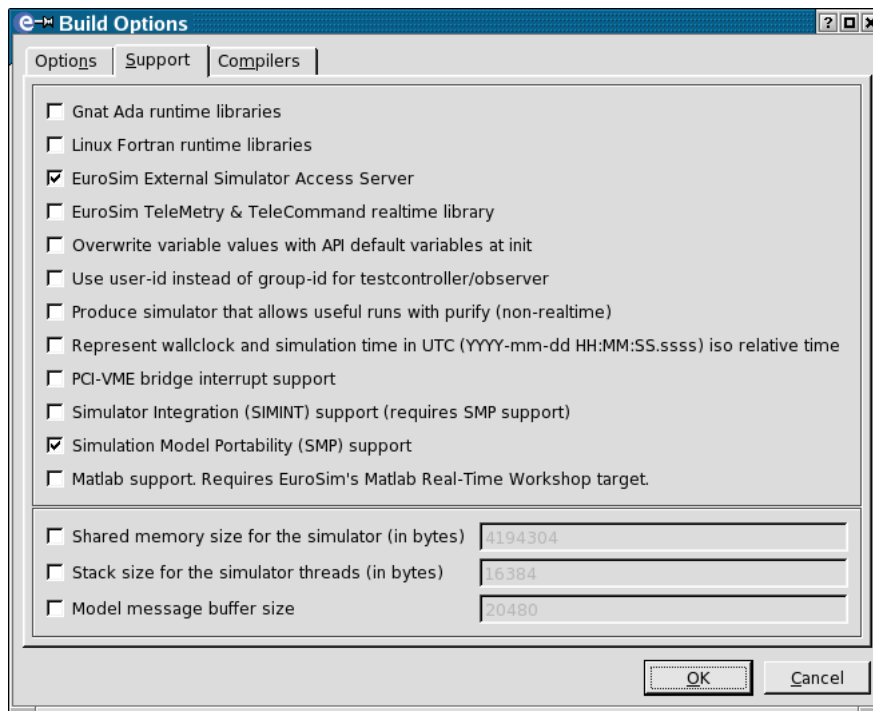 Build Options
Options Support Compilers
Gnat Ada runtime libraries
Linux Fortran runtime libraries
EuroSim External Simulator Access Server
EuroSim TeleMetry & TeleCommand realtime library
Overwrite variable values with API default variables at init
Use user-id instead of group-id for testcontroller/observer
Produce simulator that allows useful runs with purify (non-realtime)
Represent wallclock and simulation time in UTC (YYYY-mm-dd HH:MM:SS.ssss) iso relative time
PCI-VME bridge interrupt support
Simulator Integration (SIMINT) support (requires SMP support)
Simulation Model Portability (SMP) support
Matlab support. Requires EuroSim's Matlab Real-Time Workshop target.
Shared memory size for the simulator (in bytes) 4194304
Stack size for the simulator threads (in bytes) 16384
Model message buffer size 20480
OK Cancel